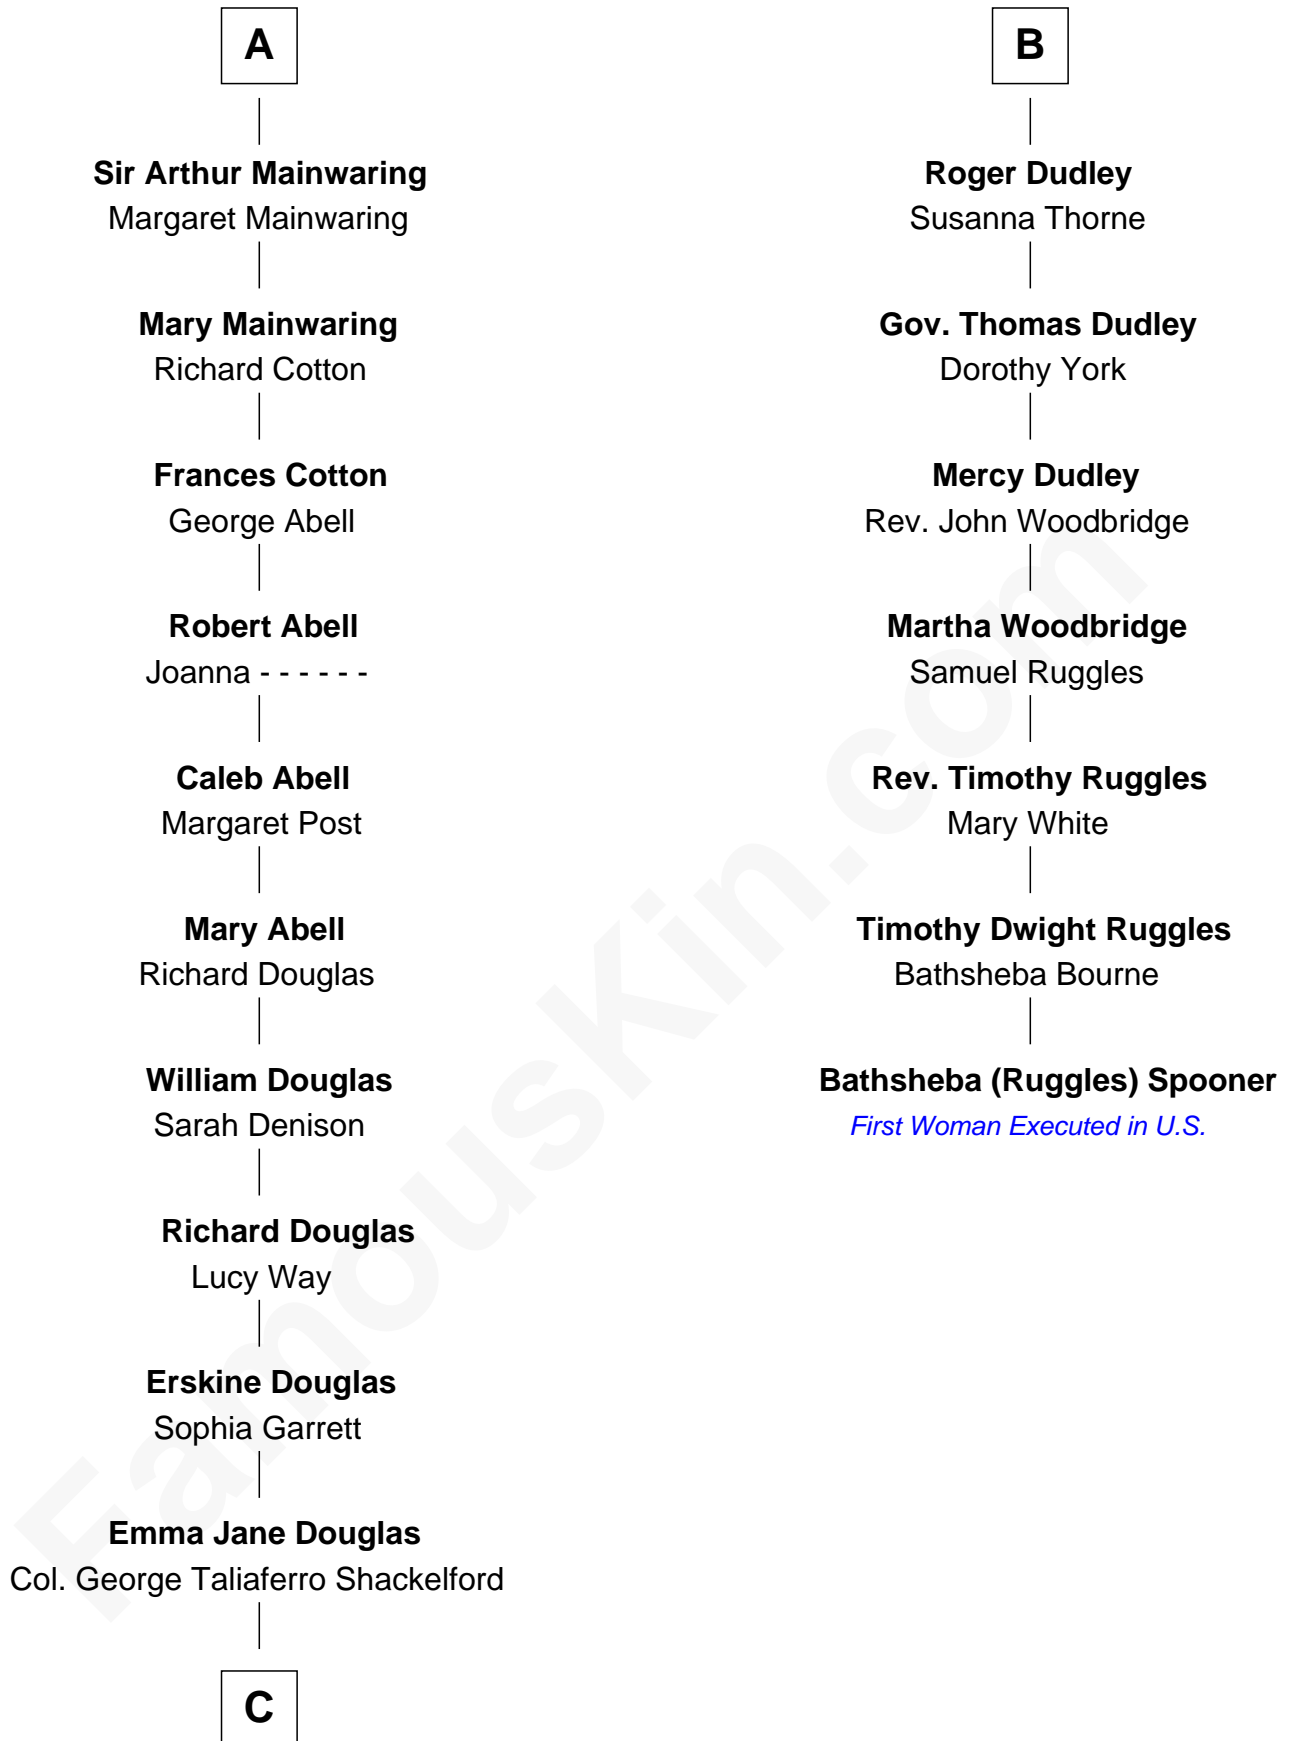 A
Sir Arthur Mainwaring
Margaret Mainwaring
Mary Mainwaring
Richard Cotton
Frances Cotton
George Abell
Robert Abell
Joanna - - - - - -
Caleb Abell
Margaret Post
Mary Abell
Richard Douglas
William Douglas
Sarah Denison
Richard Douglas
Lucy Way
Erskine Douglas
Sophia Garrett
Emma Jane Douglas
Col. George Taliaferro Shackelford
C
B
Roger Dudley
Susanna Thorne
Gov. Thomas Dudley
Dorothy York
Mercy Dudley
Rev. John Woodbridge
Martha Woodbridge
Samuel Ruggles
Rev. Timothy Ruggles
Mary White
Timothy Dwight Ruggles
Bathsheba Bourne
Bathsheba (Ruggles) Spooner
First Woman Executed in U.S.
FamousKin.com